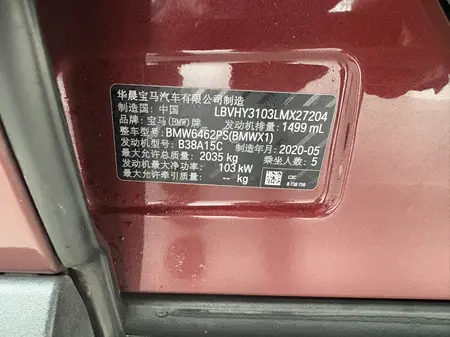 华晨宝马汽车有限公司制造
制造国: 中国 LBVHY3103LMX27204
品牌: 宝马(BMW)牌 发动机排量: 1499 mL
整车型号: BMW6462PS(BMWX1)
发动机型号: B38A15C 制造年月: 2020-05
最大允许总质量: 2035 kg 乘坐人数: 5
发动机最大净功率: 103 kW
最大允许牵引质量: -- kg